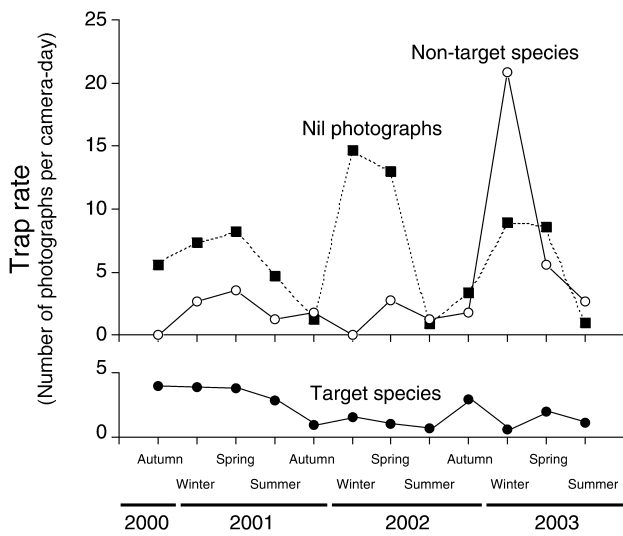 25
20
15
10
5
0
Trap rate
(Number of photographs per camera-day)
Non-target species
Nil photographs
5
0
Target species
Autumn Spring Autumn Spring Autumn Spring
Winter Summer Winter Summer Winter Summer
2000 2001 2002 2003